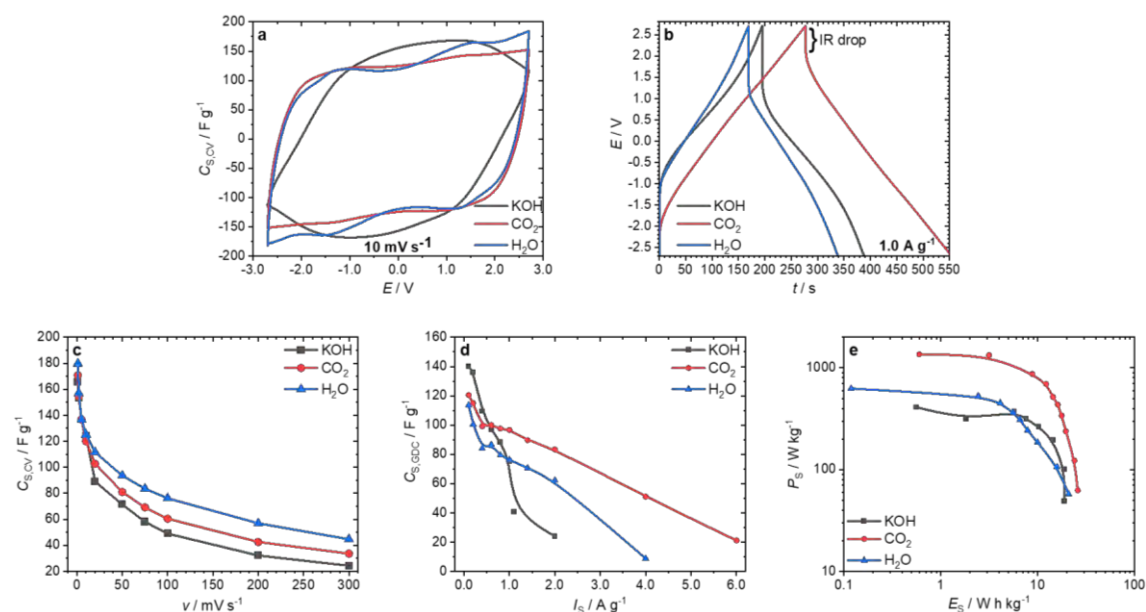 a
200
150
100
50
0
-50
-100
-150
-200
C_S,CV / F g⁻¹
KOH
CO₂
H₂O
10 mV s⁻¹
-3.0 -2.0 -1.0 0.0 1.0 2.0 3.0
E / V
b
IR drop
2.5
2.0
1.5
1.0
0.5
0.0
-0.5
-1.0
-1.5
-2.0
-2.5
E / V
KOH
CO₂
H₂O
1.0 A g⁻¹
0 50 100 150 200 250 300 350 400 450 500 550
t / s
c
200
180
160
140
120
100
80
60
40
20
C_S,CV / F g⁻¹
KOH
CO₂
H₂O
0 50 100 150 200 250 300
v / mV s⁻¹
d
160
140
120
100
80
60
40
20
0
C_S,GDC / F g⁻¹
KOH
CO₂
H₂O
0.0 1.0 2.0 3.0 4.0 5.0 6.0
I_S / A g⁻¹
e
1000
100
10
P_S / W kg⁻¹
KOH
CO₂
H₂O
0.1 1 10 100
E_S / W h kg⁻¹